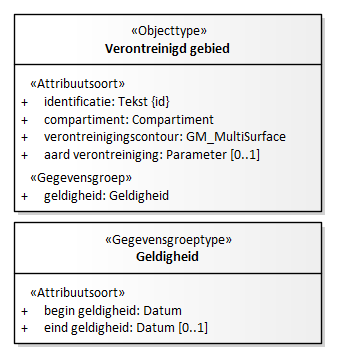 «Objecttype»
Verontreinigd gebied
«Attribuutsoort»
+ identificatie: Tekst {id}
+ compartiment: Compartiment
+ verontreinigingscontour: GM_MultiSurface
+ aard verontreiniging: Parameter [0..1]
«Gegevensgroep»
+ geldigheid: Geldigheid
«Gegevensgroeptype»
Geldigheid
«Attribuutsoort»
+ begin geldigheid: Datum
+ eind geldigheid: Datum [0..1]